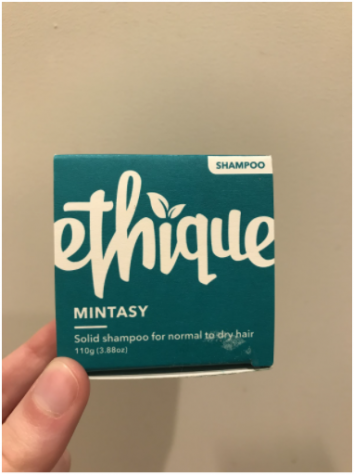 SHAMPOO
ethique
MINTASY
Solid shampoo for normal to dry hair
110g (3.88oz)